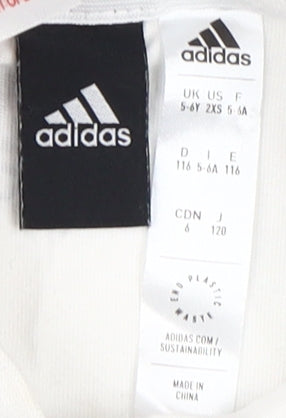 adidas
adidas
UK US F
5-6Y 2XS 5-6A
D I E
116 5-6A 116
CDN J
6 120
END PLASTIC WASTE
ADIDAS.COM/
SUSTAINABILITY
MADE IN
CHINA